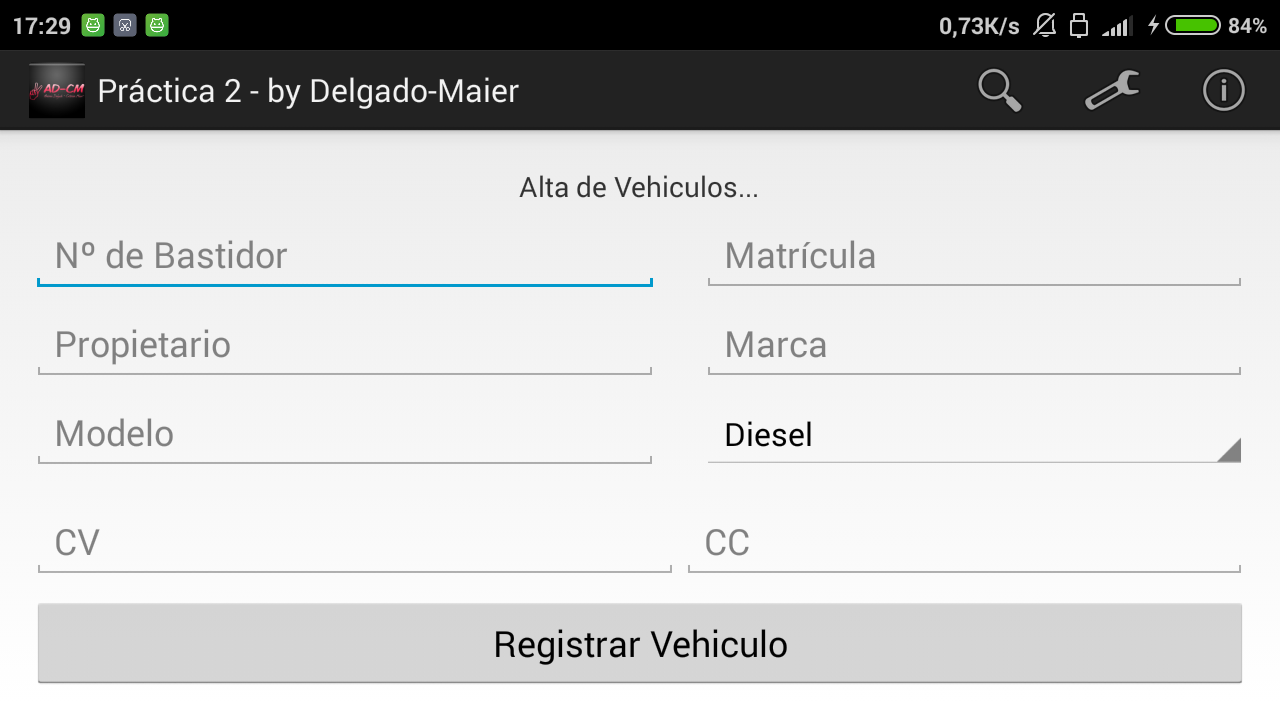 17:29 0,73K/s 84%
AD-CM Práctica 2 - by Delgado-Maier
Alta de Vehiculos...
Nº de Bastidor Matrícula
Propietario Marca
Modelo Diesel
CV CC
Registrar Vehiculo